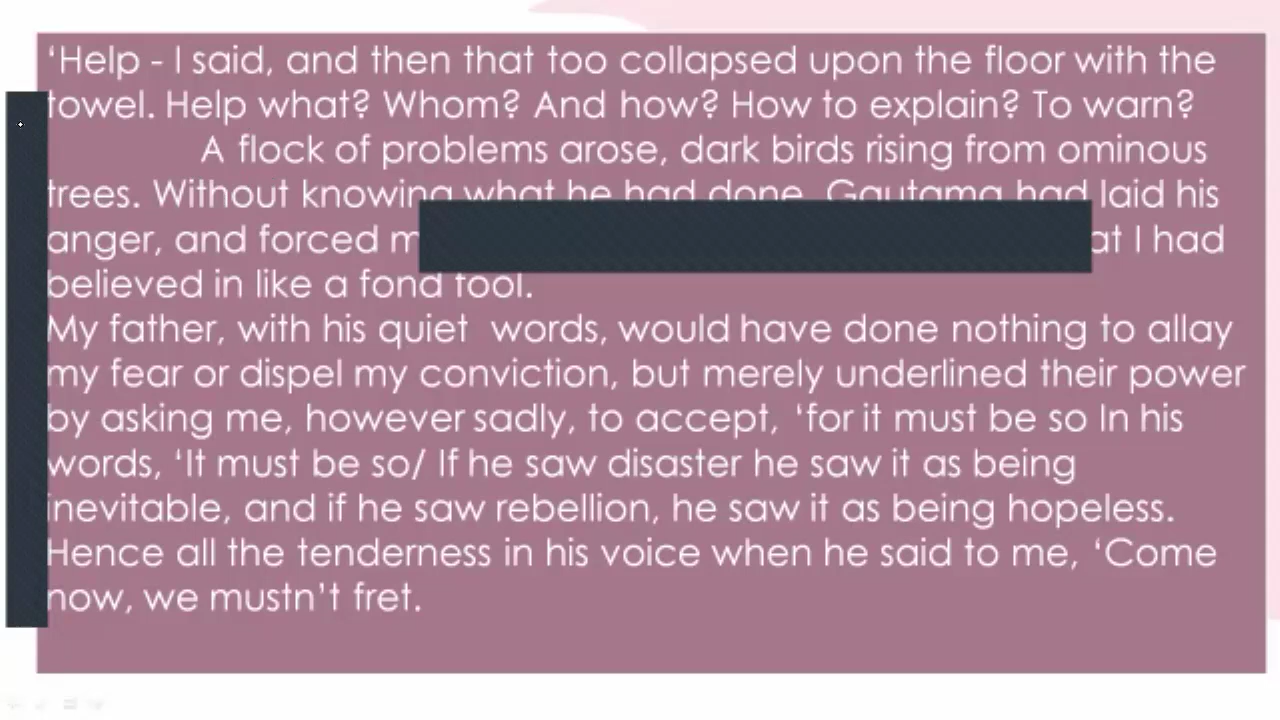 ‘Help - I said, and then that too collapsed upon the floor with the
towel. Help what? Whom? And how? How to explain? To warn?
A flock of problems arose, dark birds rising from ominous
trees. Without knowing what he had done, Gautama had laid his
anger, and forced at I had
believed in like a fond fool.
My father, with his quiet words, would have done nothing to allay
my fear or dispel my conviction, but merely underlined their power
by asking me, however sadly, to accept, ‘for it must be so In his
words, ‘It must be so/ If he saw disaster he saw it as being
inevitable, and if he saw rebellion, he saw it as being hopeless.
Hence all the tenderness in his voice when he said to me, ‘Come
now, we mustn’t fret.